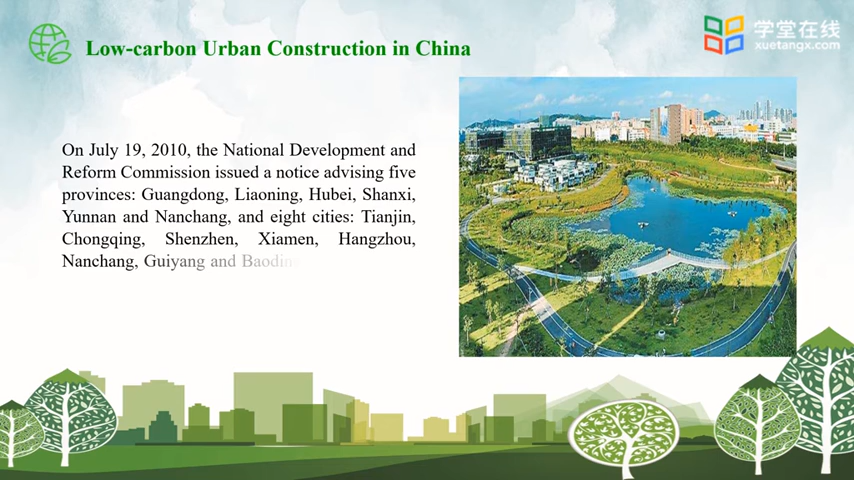 Low-carbon Urban Construction in China
学堂在线
xuetangx.com
On July 19, 2010, the National Development and
Reform Commission issued a notice advising five
provinces: Guangdong, Liaoning, Hubei, Shanxi,
Yunnan and Nanchang, and eight cities: Tianjin,
Chongqing, Shenzhen, Xiamen, Hangzhou,
Nanchang, Guiyang and Baodin